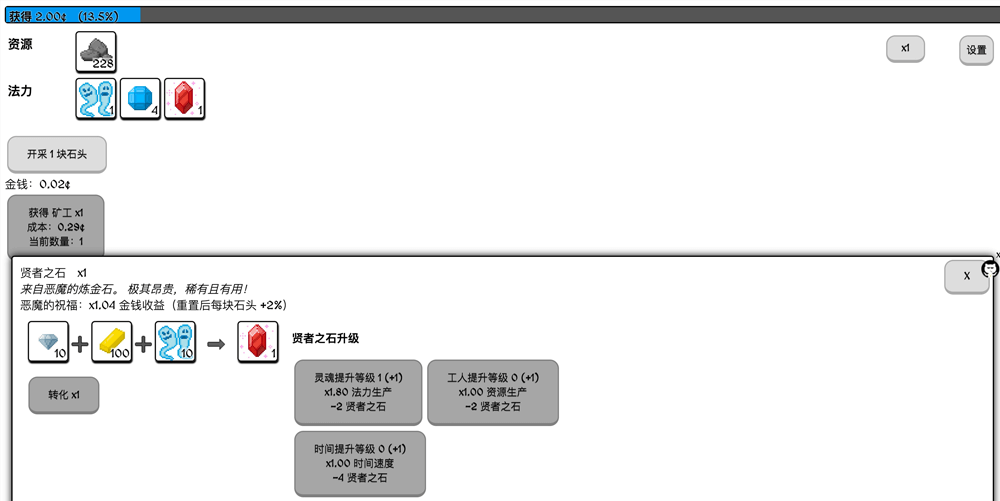 获得 2.00¢ (13.5%)
资源
228
x1
设置
法力
1
4
1
开采 1 块石头
金钱：0.02¢
获得 矿工 x1
成本：0.29¢
当前数量：1
x
贤者之石 x1
X
来自恶魔的炼金石。 极其昂贵，稀有且有用！
恶魔的祝福：x1.04 金钱收益（重置后每块石头 +2%）
10
100
10
1
贤者之石升级
转化 x1
灵魂提升等级 1 (+1)
x1.80 法力生产
-2 贤者之石
工人提升等级 0 (+1)
x1.00 资源生产
-2 贤者之石
时间提升等级 0 (+1)
x1.00 时间速度
-4 贤者之石